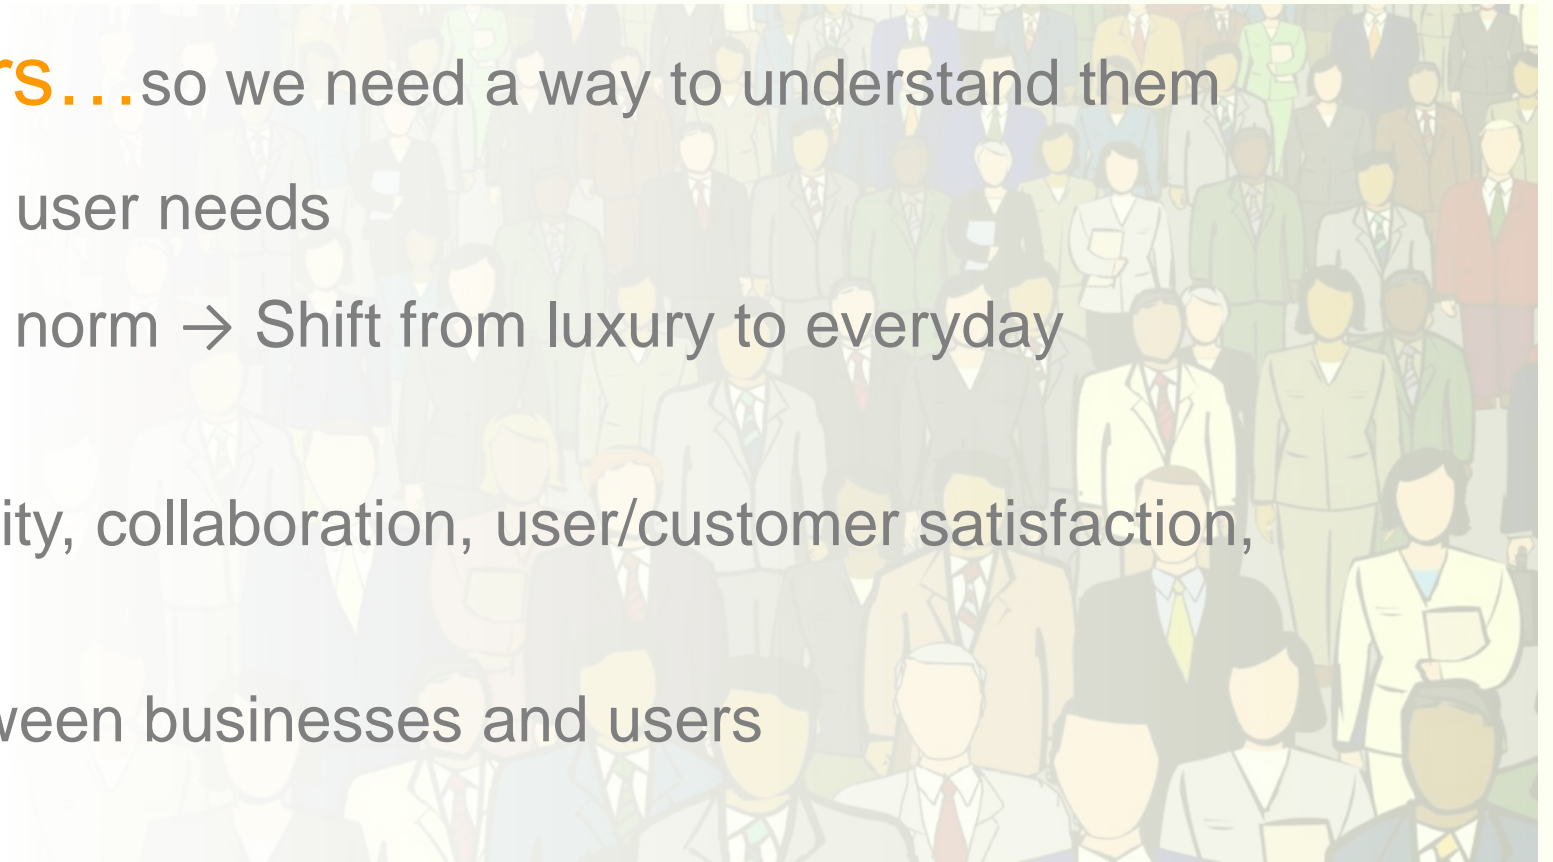 rs…so we need a way to understand them
user needs
norm → Shift from luxury to everyday
ity, collaboration, user/customer satisfaction,
ween businesses and users